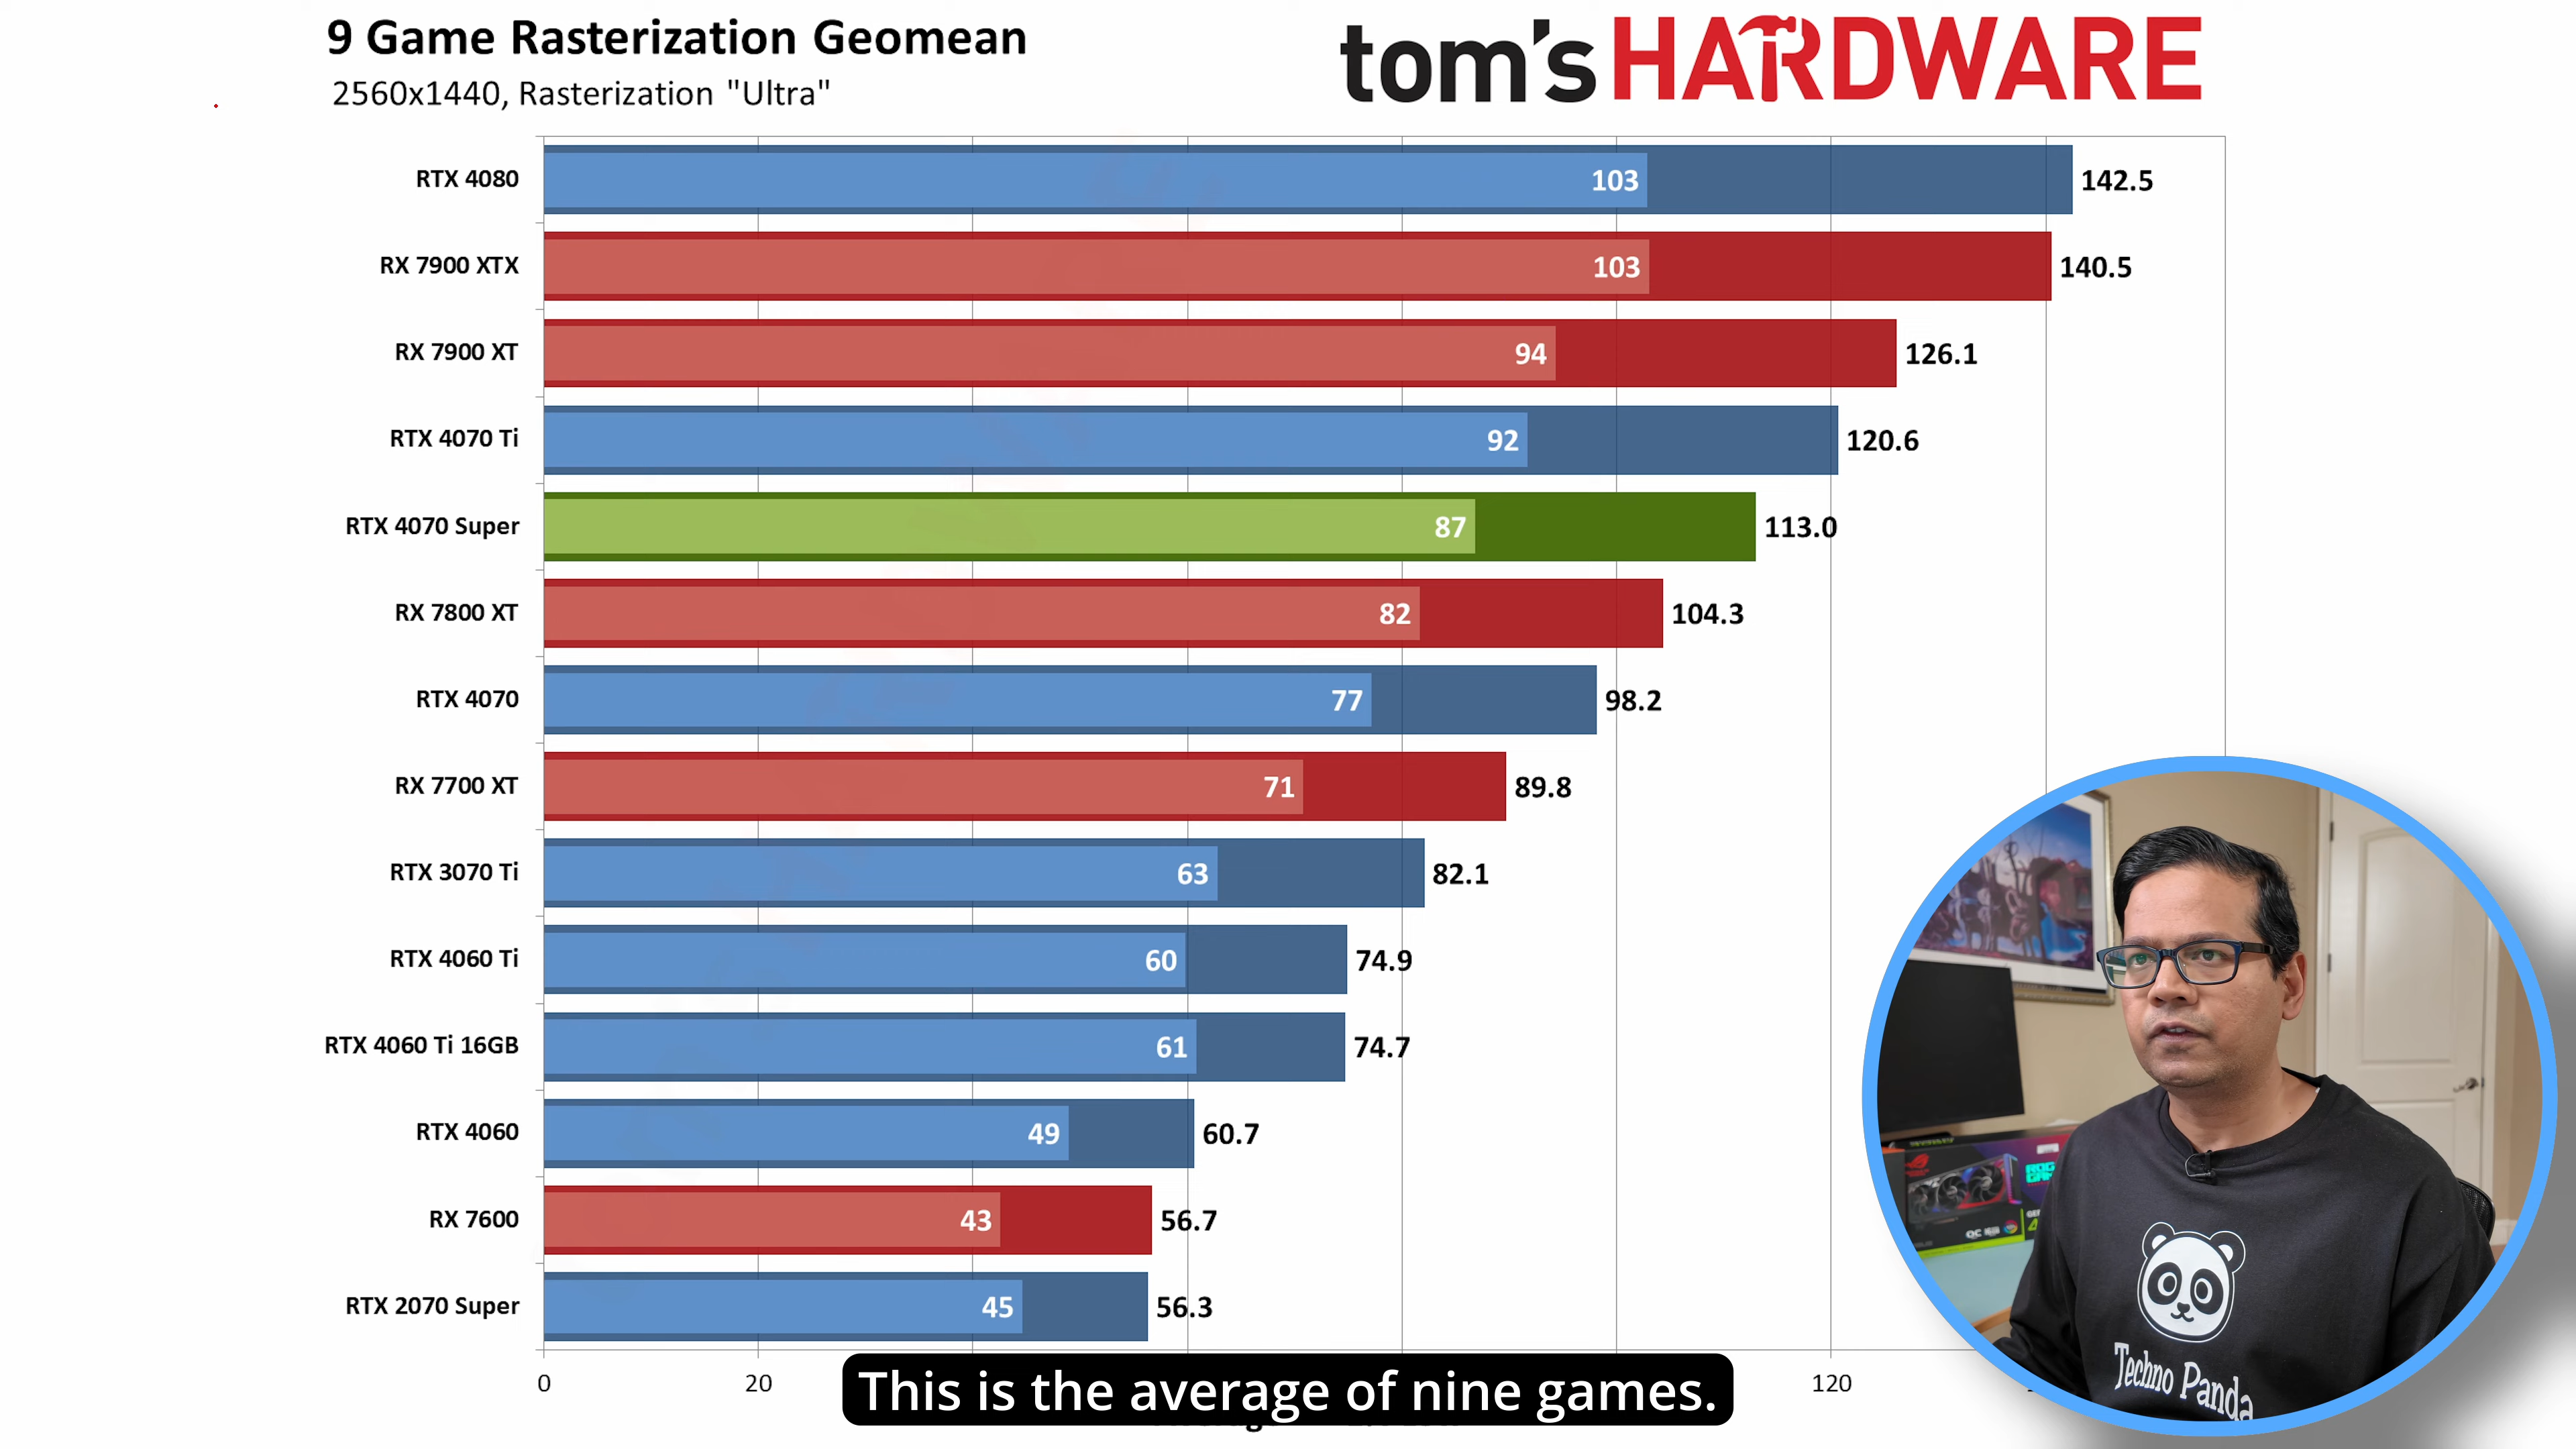 9 Game Rasterization Geomean
2560x1440, Rasterization "Ultra"
tom's HARDWARE
RTX 4080 103 142.5
RX 7900 XTX 103 140.5
RX 7900 XT 94 126.1
RTX 4070 Ti 92 120.6
RTX 4070 Super 87 113.0
RX 7800 XT 82 104.3
RTX 4070 77 98.2
RX 7700 XT 71 89.8
RTX 3070 Ti 63 82.1
RTX 4060 Ti 60 74.9
RTX 4060 Ti 16GB 61 74.7
RTX 4060 49 60.7
RX 7600 43 56.7
RTX 2070 Super 45 56.3
0 20 120
This is the average of nine games.
ROG
OC
Techno Panda